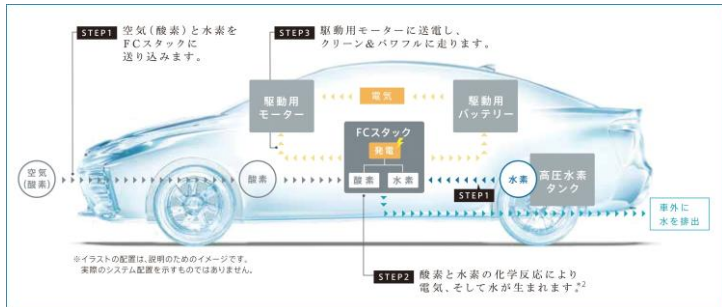 STEP1 空気(酸素)と水素を
FCスタックに
送り込みます。
STEP3 駆動用モーターに送電し、
クリーン&パワフルに走ります。
駆動用
モーター
電気
駆動用
バッテリー
FCスタック
発電
酸素 水素
空気
(酸素)
酸素
水素
高圧水素
タンク
STEP1
車外に
水を排出
STEP2 酸素と水素の化学反応により
電気、そして水が生まれます。*2
※イラストの配置は、説明のためのイメージです。
実際のシステム配置を示すものではありません。